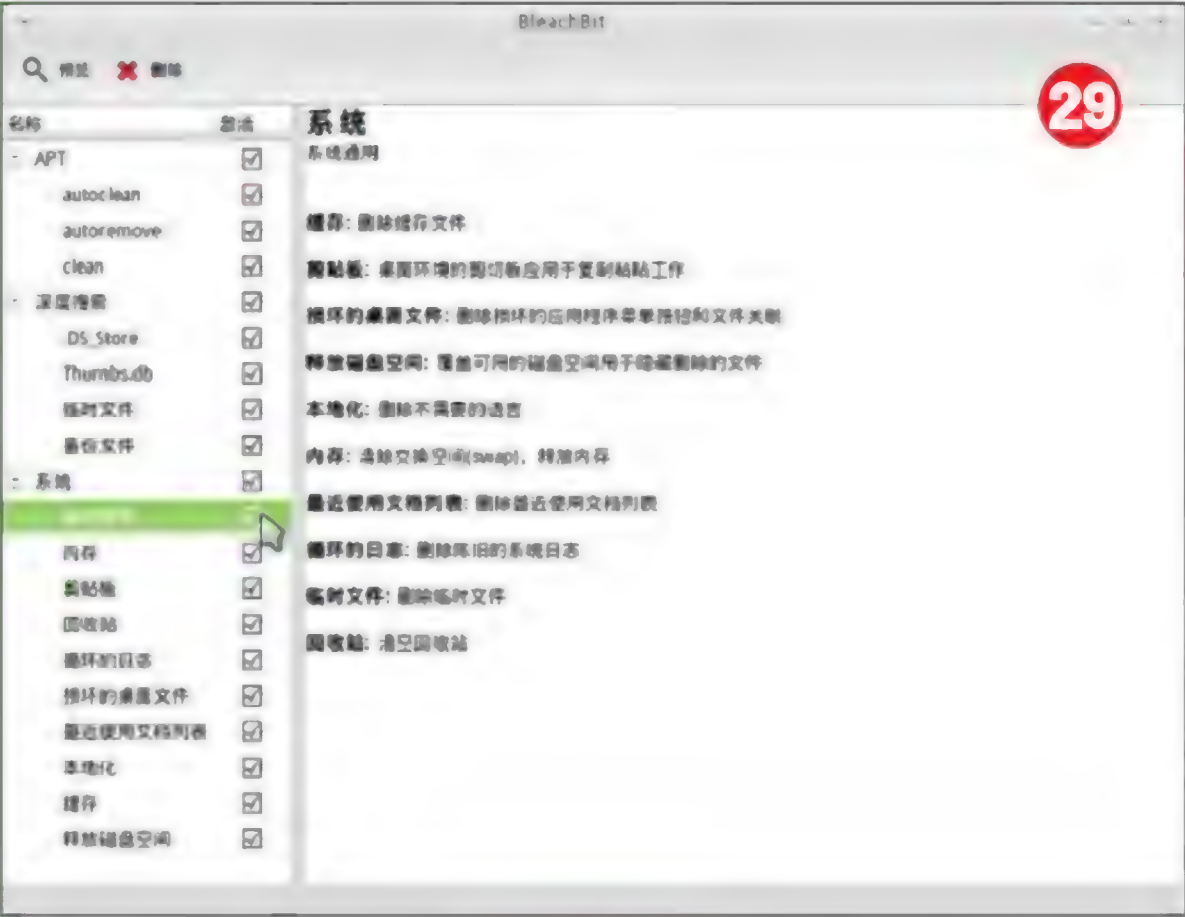 BleachBit
预览 删除
29
名称 激活
APT
autoclean
autoremove
clean
深度搜索
DS_Store
Thumbs.db
临时文件
备份文件
系统
内存
剪贴板
回收站
循环的日志
损坏的桌面文件
最近使用文档列表
本地化
缓存
释放磁盘空间
系统
系统通用
缓存: 删除缓存文件
剪贴板: 桌面环境的剪切板应用于复制粘贴工作
损坏的桌面文件: 删除损坏的应用程序菜单按钮和文件关联
释放磁盘空间: 覆盖可用的磁盘空间用于隐藏删除的文件
本地化: 删除不需要的语言
内存: 清除交换空间(swap), 释放内存
最近使用文档列表: 删除最近使用文档列表
循环的日志: 删除陈旧的系统日志
临时文件: 删除临时文件
回收站: 清空回收站